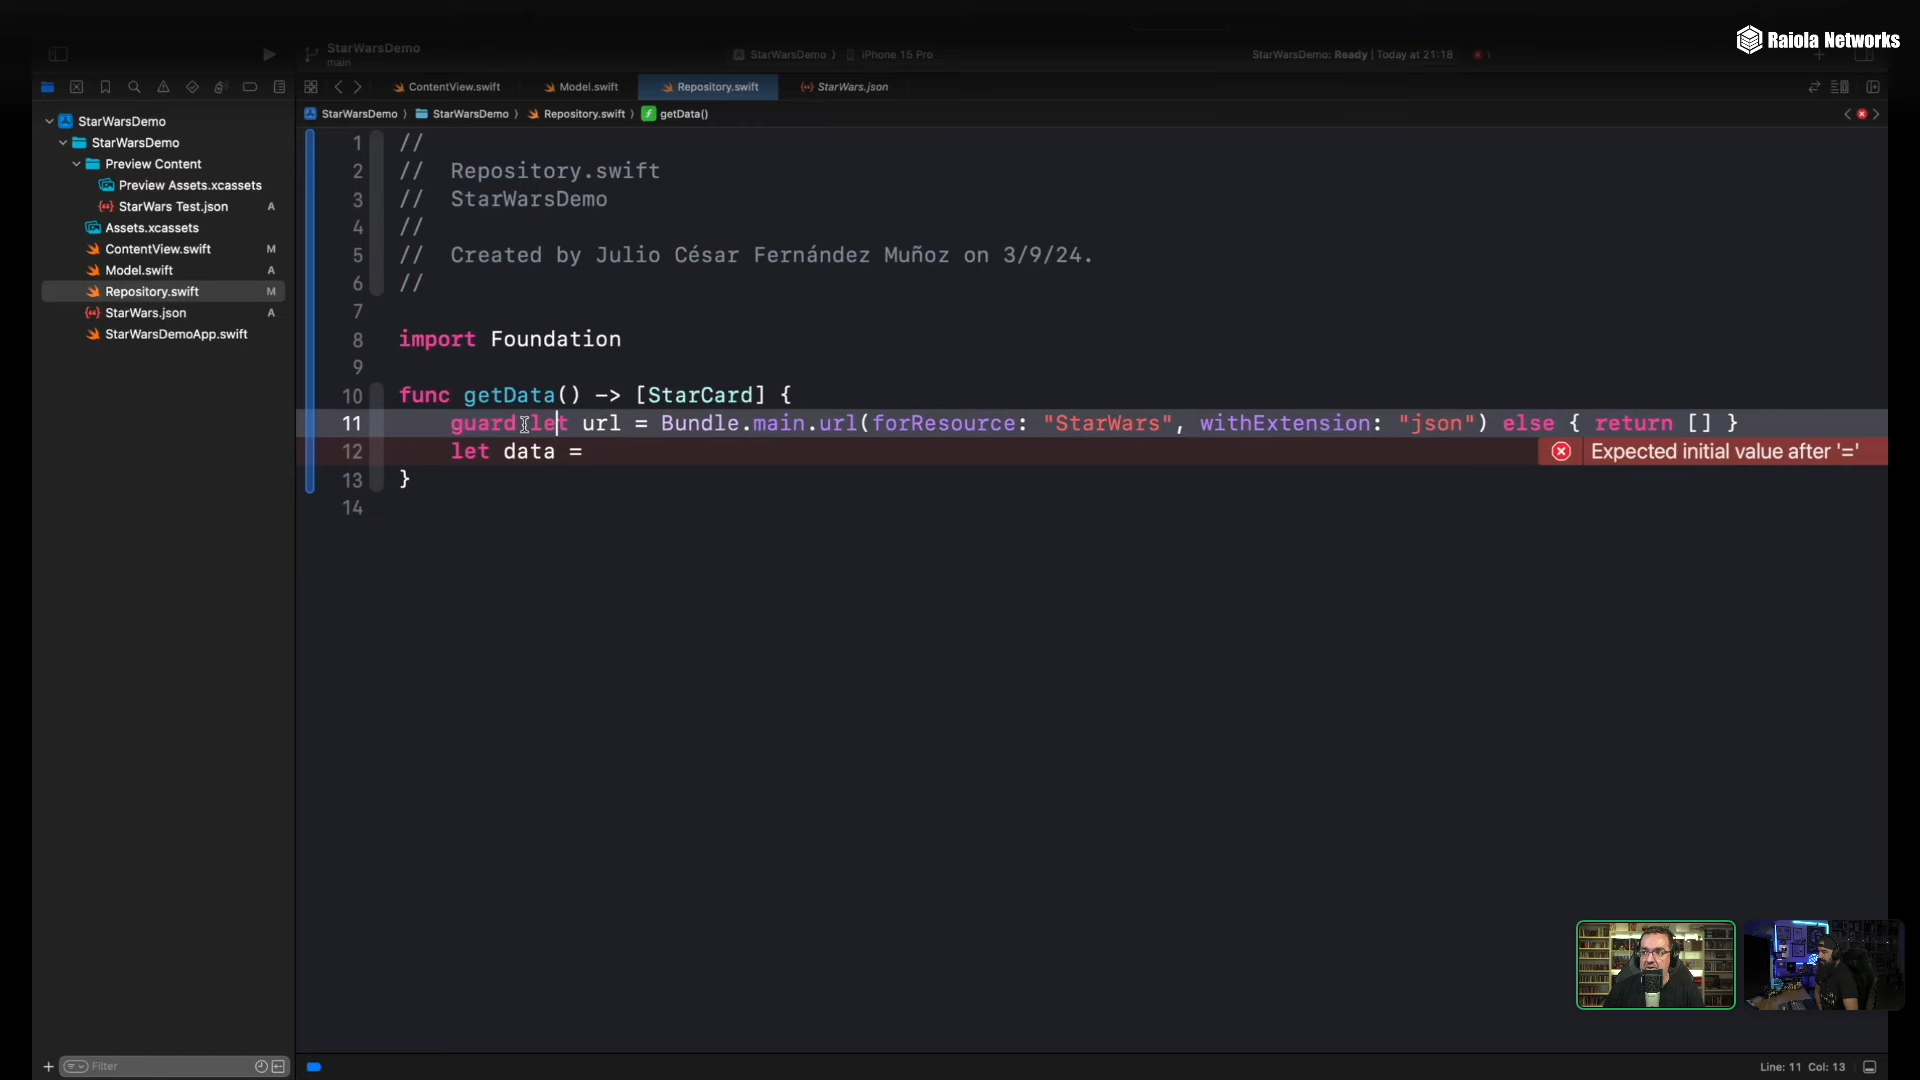 Raiola Networks
StarWarsDemo
main
StarWarsDemo
iPhone 15 Pro
StarWarsDemo: Ready | Today at 21:18
1
ContentView.swift
Model.swift
Repository.swift
StarWars.json
StarWarsDemo
StarWarsDemo
Repository.swift
getData()
StarWarsDemo
StarWarsDemo
Preview Content
Preview Assets.xcassets
StarWars Test.json A
Assets.xcassets
ContentView.swift M
Model.swift A
Repository.swift M
StarWars.json A
StarWarsDemoApp.swift
1 //
2 //  Repository.swift
3 //  StarWarsDemo
4 //
5 //  Created by Julio César Fernández Muñoz on 3/9/24.
6 //
7
8 import Foundation
9
10 func getData() -> [StarCard] {
11     guard let url = Bundle.main.url(forResource: "StarWars", withExtension: "json") else { return [] }
12     let data =
Expected initial value after '='
13 }
14
Filter
Line: 11 Col: 13